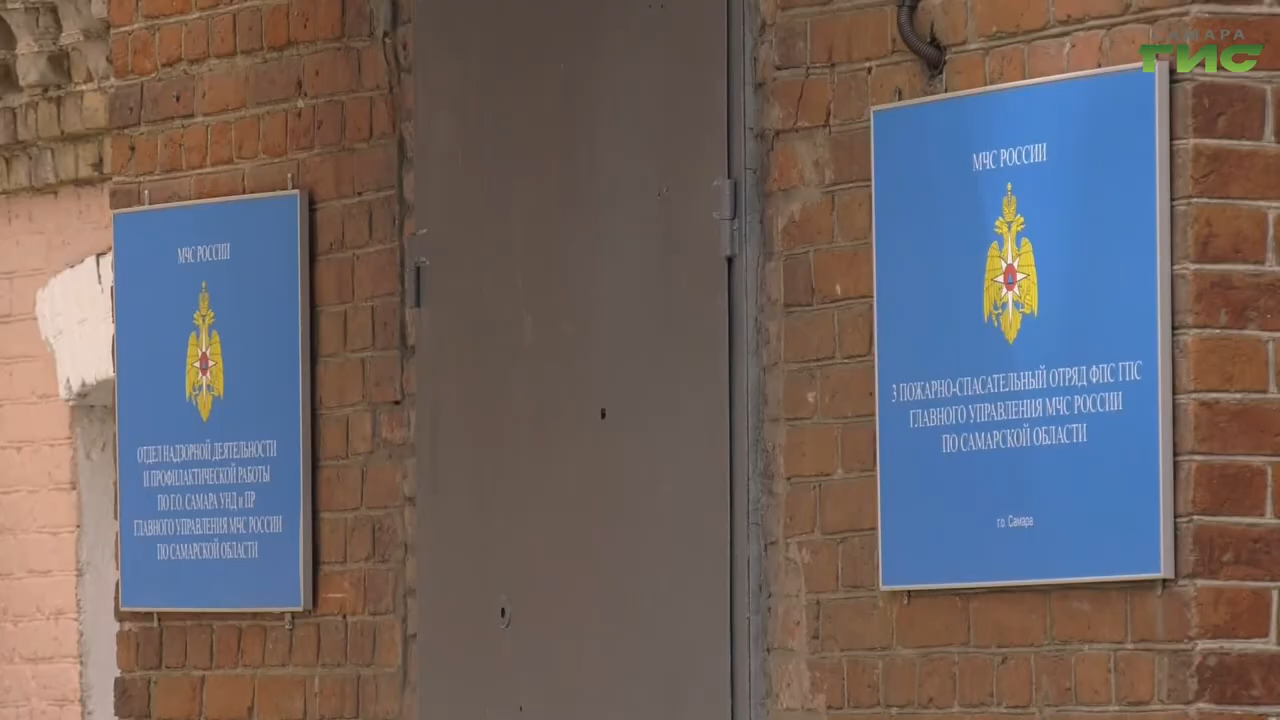 МЧС РОССИИ
ОТДЕЛ НАДЗОРНОЙ ДЕЯТЕЛЬНОСТИ
И ПРОФИЛАКТИЧЕСКОЙ РАБОТЫ
ПО Г.О. САМАРА УНД и ПР
ГЛАВНОГО УПРАВЛЕНИЯ МЧС РОССИИ
ПО САМАРСКОЙ ОБЛАСТИ
МЧС РОССИИ
3 ПОЖАРНО-СПАСАТЕЛЬНЫЙ ОТРЯД ФПС ГПС
ГЛАВНОГО УПРАВЛЕНИЯ МЧС РОССИИ
ПО САМАРСКОЙ ОБЛАСТИ
г.о. Самара
САМАРА
ГИС